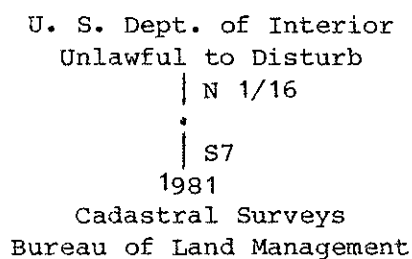 U. S. Dept. of Interior
Unlawful to Disturb
N 1/16
S7
1981
Cadastral Surveys
Bureau of Land Management